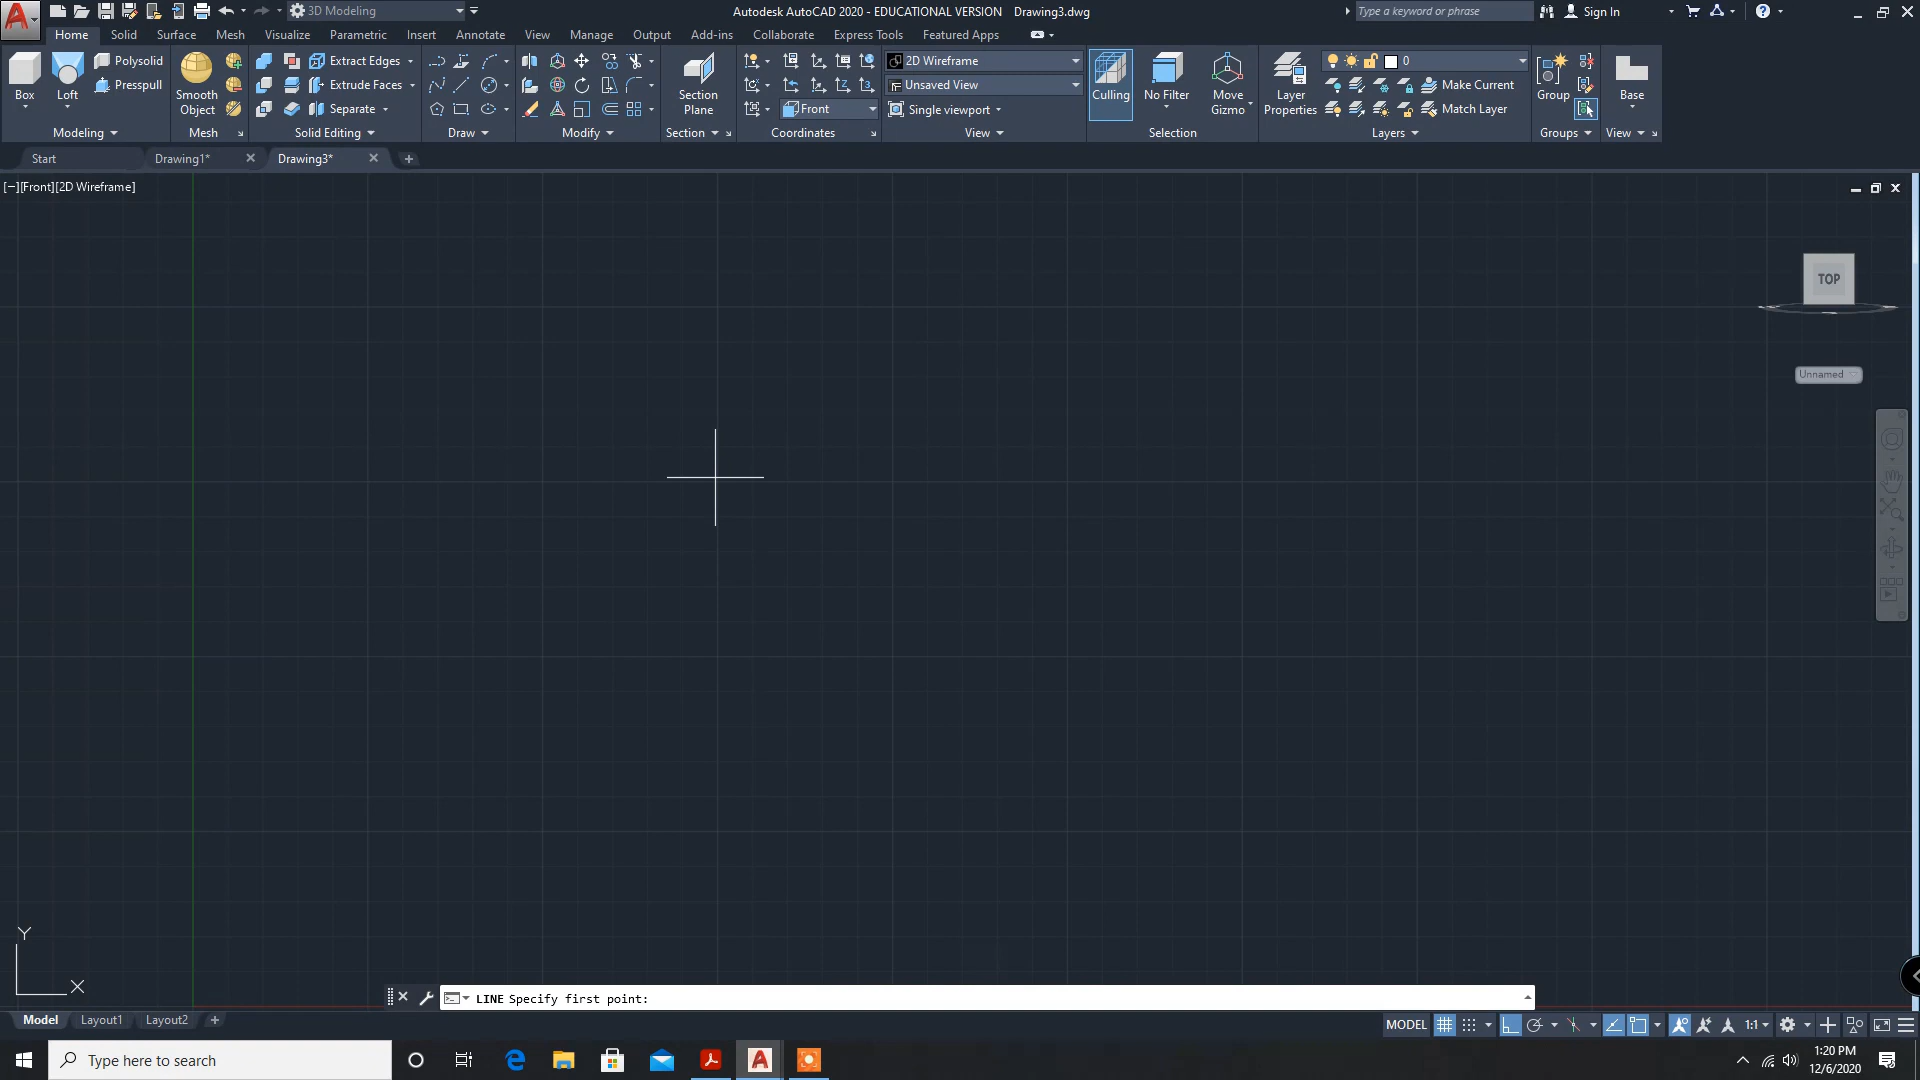 3D Modeling
Autodesk AutoCAD 2020 - EDUCATIONAL VERSION Drawing3.dwg
Type a keyword or phrase
Sign In
Home Solid Surface Mesh Visualize Parametric Insert Annotate View Manage Output Add-ins Collaborate Express Tools Featured Apps
Polysolid Extract Edges 2D Wireframe 0
Presspull Extrude Faces Unsaved View Make Current
Box Loft Smooth Object Section Plane Culling No Filter Move Gizmo Layer Properties Group Base
Separate Front Single viewport Match Layer
Modeling Mesh Solid Editing Draw Modify Section Coordinates View Selection Layers Groups View
Start Drawing1* Drawing3*
[−][Front][2D Wireframe]
TOP
Unnamed
Y
X
LINE Specify first point:
Model Layout1 Layout2
MODEL 1:1
Type here to search
1:20 PM
12/6/2020